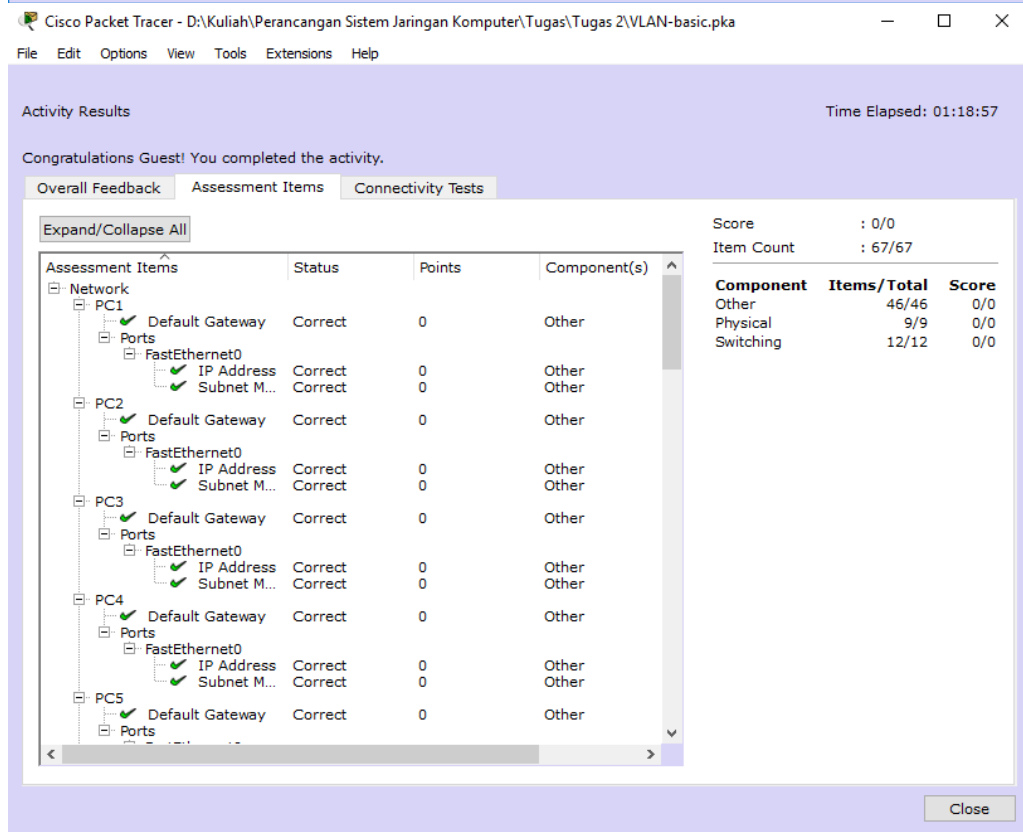 Cisco Packet Tracer - D:\Kuliah\Perancangan Sistem Jaringan Komputer\Tugas\Tugas 2\VLAN-basic.pka
File Edit Options View Tools Extensions Help
Activity Results Time Elapsed: 01:18:57
Congratulations Guest! You completed the activity.
Overall Feedback Assessment Items Connectivity Tests
Expand/Collapse All
Assessment Items Status Points Component(s)
Network
PC1
Default Gateway Correct 0 Other
Ports
FastEthernet0
IP Address Correct 0 Other
Subnet M... Correct 0 Other
PC2
Default Gateway Correct 0 Other
Ports
FastEthernet0
IP Address Correct 0 Other
Subnet M... Correct 0 Other
PC3
Default Gateway Correct 0 Other
Ports
FastEthernet0
IP Address Correct 0 Other
Subnet M... Correct 0 Other
PC4
Default Gateway Correct 0 Other
Ports
FastEthernet0
IP Address Correct 0 Other
Subnet M... Correct 0 Other
PC5
Default Gateway Correct 0 Other
Ports
Score : 0/0
Item Count : 67/67
Component Items/Total Score
Other 46/46 0/0
Physical 9/9 0/0
Switching 12/12 0/0
Close